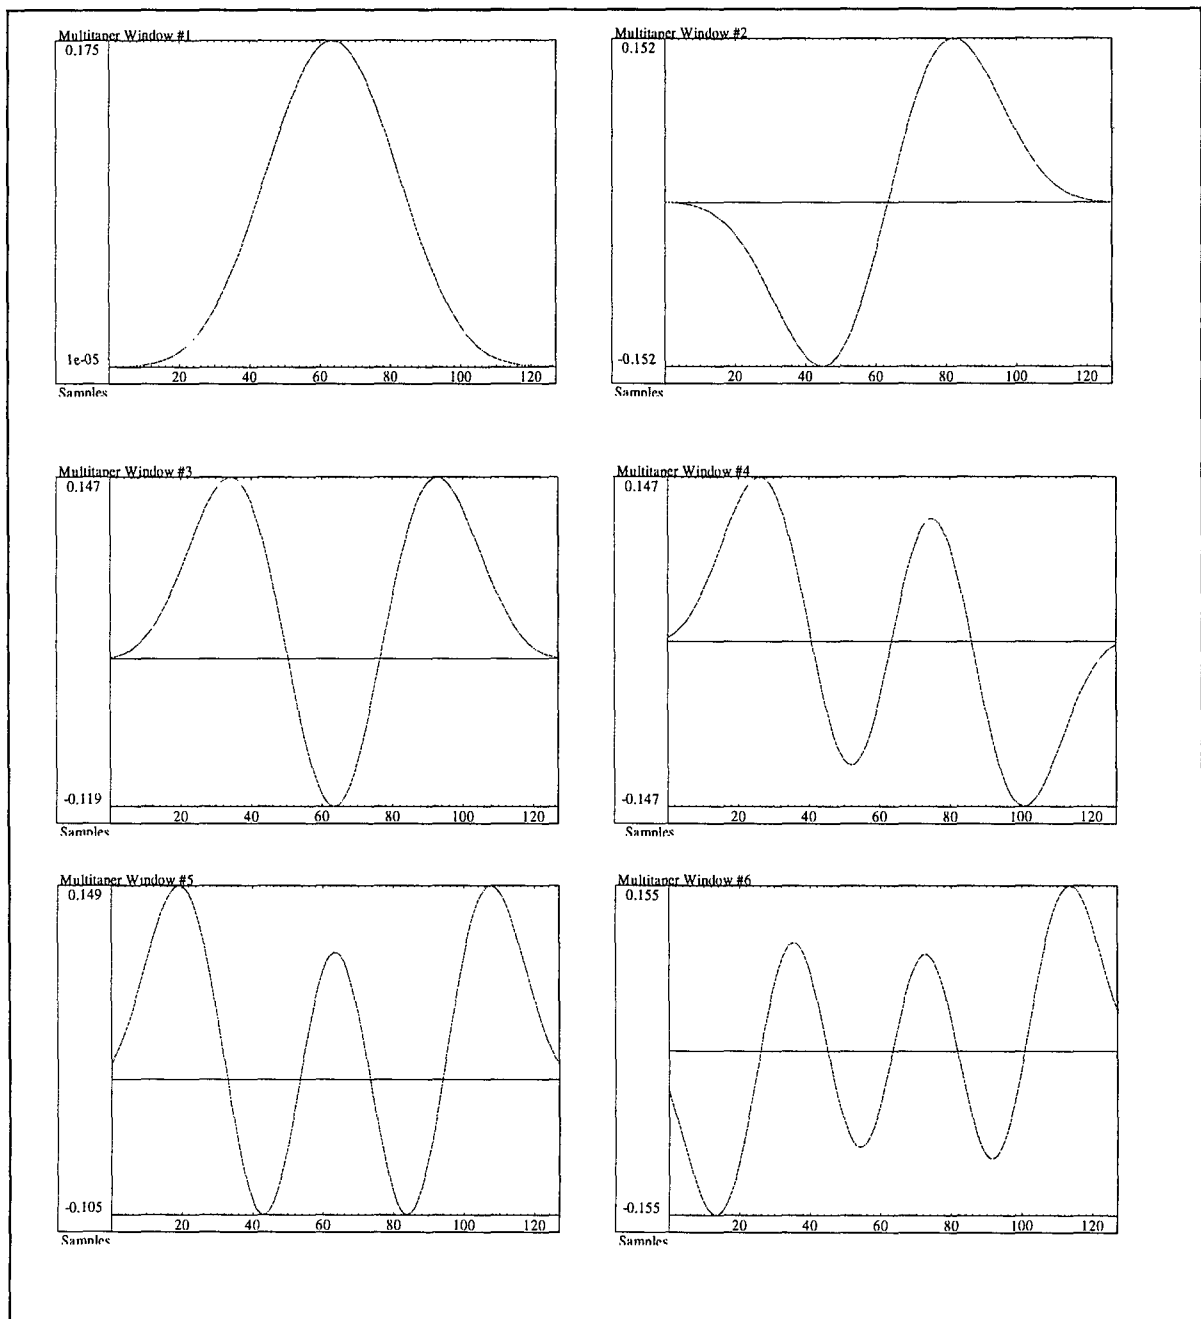 Multitaper Window #1
0.175
1e-05
20 40 60 80 100 120
Samples
Multitaper Window #2
0.152
-0.152
20 40 60 80 100 120
Samples
Multitaper Window #3
0.147
-0.119
20 40 60 80 100 120
Samples
Multitaper Window #4
0.147
-0.147
20 40 60 80 100 120
Samples
Multitaper Window #5
0.149
-0.105
20 40 60 80 100 120
Samples
Multitaper Window #6
0.155
-0.155
20 40 60 80 100 120
Samples